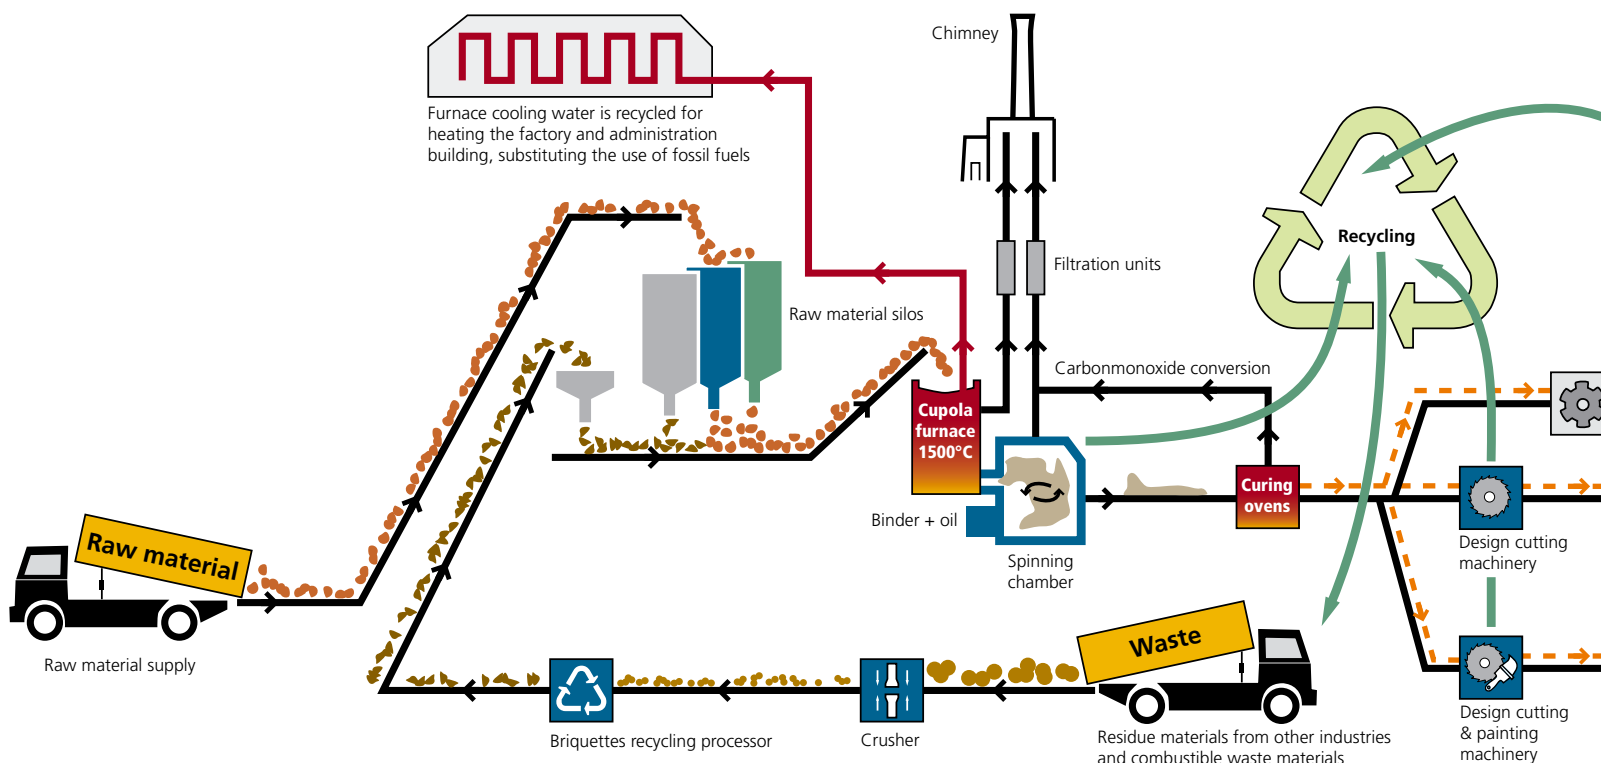 Chimney
Furnace cooling water is recycled for
heating the factory and administration
building, substituting the use of fossil fuels
Recycling
Filtration units
Raw material silos
Carbonmonoxide conversion
Cupola
furnace
1500°C
Curing
ovens
Binder + oil
Raw material
Spinning
chamber
Design cutting
machinery
Waste
Raw material supply
Briquettes recycling processor
Crusher
Residue materials from other industries
and combustible waste materials
Design cutting
& painting
machinery